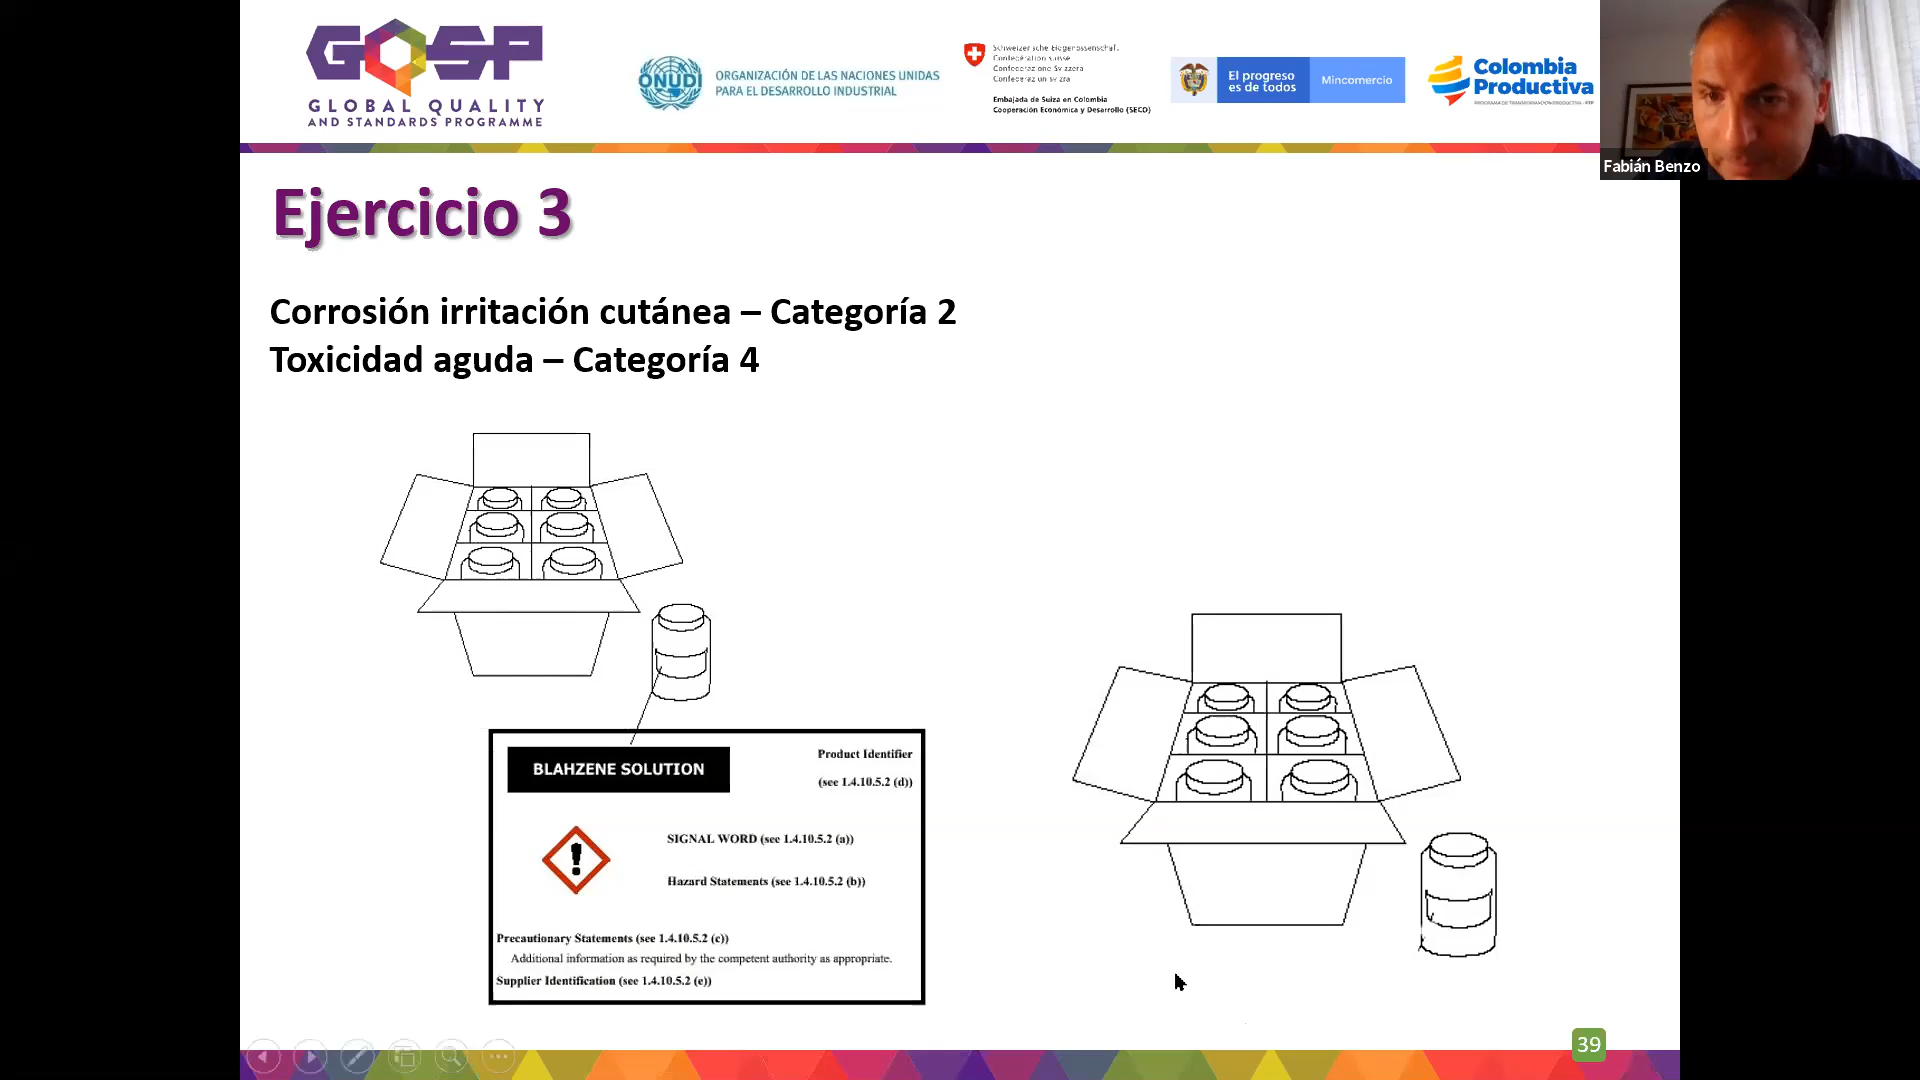 GQSP
GLOBAL QUALITY
AND STANDARDS PROGRAMME
ONUDI
ORGANIZACIÓN DE LAS NACIONES UNIDAS
PARA EL DESARROLLO INDUSTRIAL
Schweizerische Eidgenossenschaft
Confédération suisse
Confederazione Svizzera
Confederaziun svizra
Embajada de Suiza en Colombia
Cooperación Económica y Desarrollo (SECO)
El progreso
es de todos
Mincomercio
Colombia
Productiva
PROGRAMA DE TRANSFORMACIÓN PRODUCTIVA - PTP
Fabián Benzo
Ejercicio 3
Corrosión irritación cutánea – Categoría 2
Toxicidad aguda – Categoría 4
BLAHZENE SOLUTION
Product Identifier
(see 1.4.10.5.2 (d))
SIGNAL WORD (see 1.4.10.5.2 (a))
Hazard Statements (see 1.4.10.5.2 (b))
Precautionary Statements (see 1.4.10.5.2 (c))
Additional information as required by the competent authority as appropriate.
Supplier Identification (see 1.4.10.5.2 (e))
39